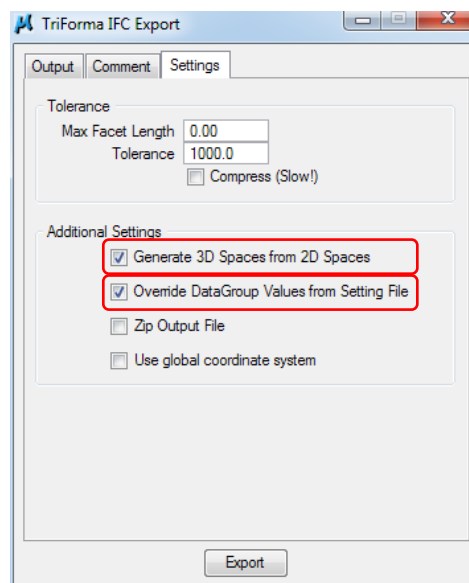 TriForma IFC Export
Output Comment Settings
Tolerance
Max Facet Length 0.00
Tolerance 1000.0
Compress (Slow!)
Additional Settings
Generate 3D Spaces from 2D Spaces
Override DataGroup Values from Setting File
Zip Output File
Use global coordinate system
Export